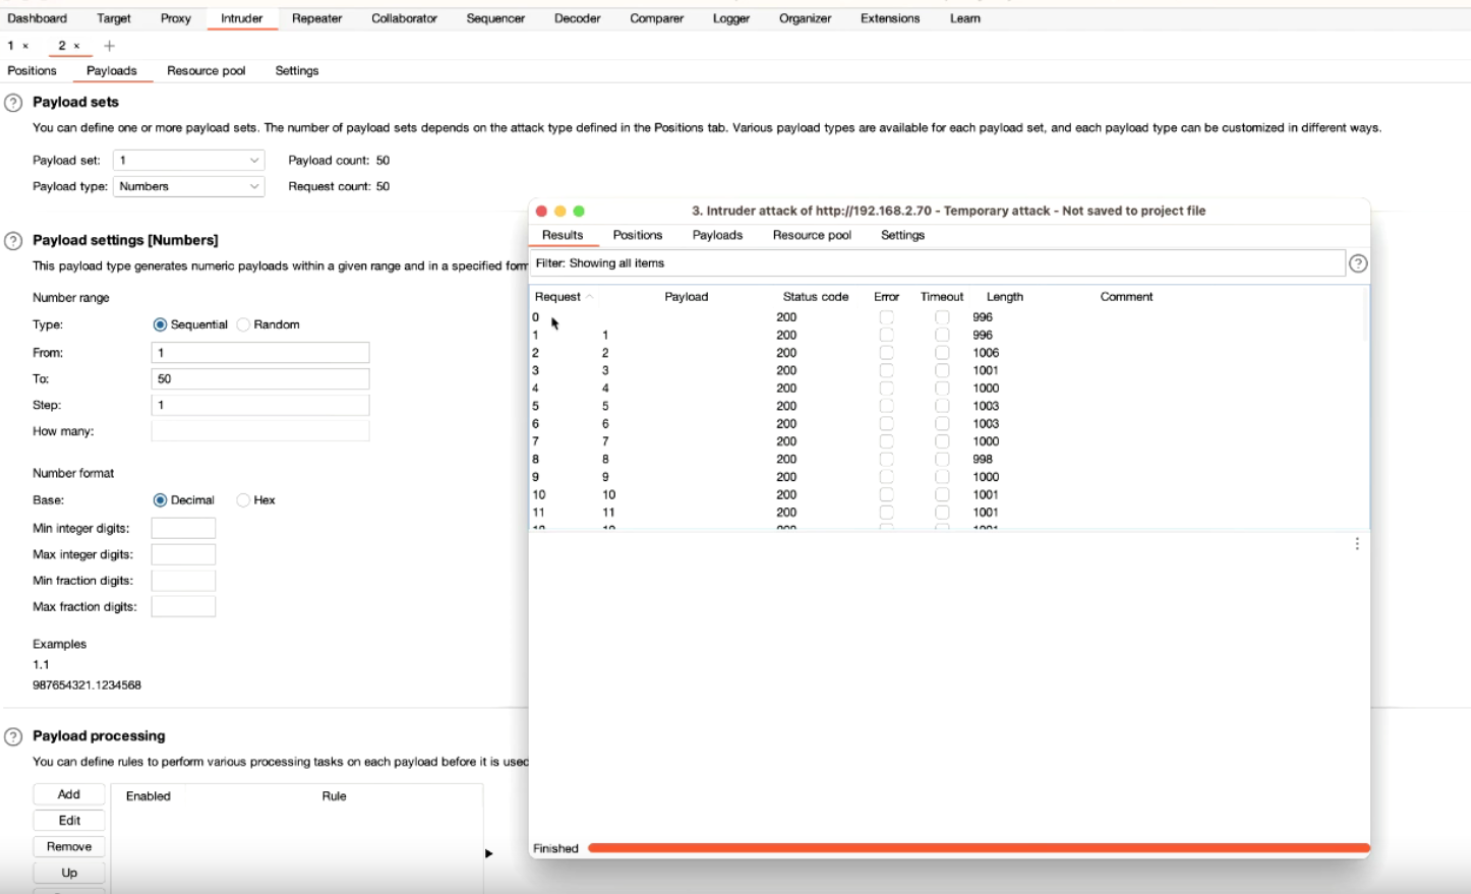 Dashboard Target Proxy Intruder Repeater Collaborator Sequencer Decoder Comparer Logger Organizer Extensions Learn
1 × 2 × +
Positions Payloads Resource pool Settings
? Payload sets
You can define one or more payload sets. The number of payload sets depends on the attack type defined in the Positions tab. Various payload types are available for each payload set, and each payload type can be customized in different ways.
Payload set: 1 Payload count: 50
Payload type: Numbers Request count: 50
? Payload settings [Numbers]
This payload type generates numeric payloads within a given range and in a specified form
Number range
Type: Sequential Random
From: 1
To: 50
Step: 1
How many:
Number format
Base: Decimal Hex
Min integer digits:
Max integer digits:
Min fraction digits:
Max fraction digits:
Examples
1.1
987654321.1234568
? Payload processing
You can define rules to perform various processing tasks on each payload before it is used
Add Enabled Rule
Edit
Remove
Up
3. Intruder attack of http://192.168.2.70 - Temporary attack - Not saved to project file
Results Positions Payloads Resource pool Settings
Filter: Showing all items ?
Request Payload Status code Error Timeout Length Comment
0 200 996
1 1 200 996
2 2 200 1006
3 3 200 1001
4 4 200 1000
5 5 200 1003
6 6 200 1003
7 7 200 1000
8 8 200 998
9 9 200 1000
10 10 200 1001
11 11 200 1001
Finished